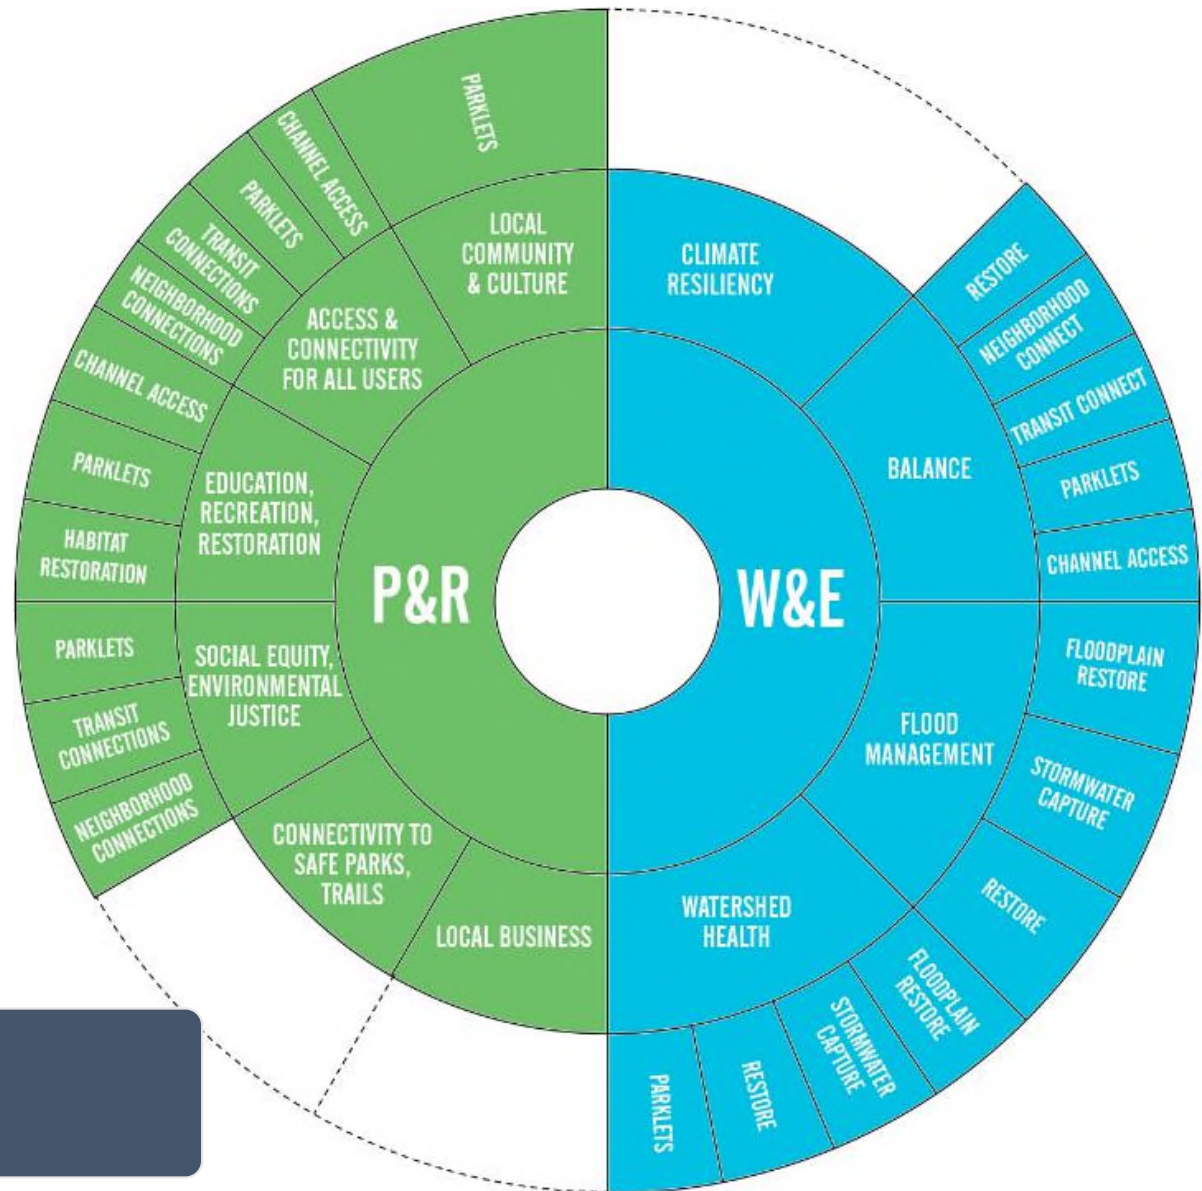 PARKLETS
CHANNEL ACCESS
PARKLETS
TRANSIT
CONNECTIONS
NEIGHBORHOOD
CONNECTIONS
CHANNEL ACCESS
PARKLETS
HABITAT
RESTORATION
PARKLETS
TRANSIT
CONNECTIONS
NEIGHBORHOOD
CONNECTIONS
LOCAL
COMMUNITY
& CULTURE
ACCESS &
CONNECTIVITY
FOR ALL USERS
EDUCATION,
RECREATION,
RESTORATION
SOCIAL EQUITY,
ENVIRONMENTAL
JUSTICE
CONNECTIVITY TO
SAFE PARKS,
TRAILS
LOCAL BUSINESS
P&R
W&E
CLIMATE
RESILIENCY
BALANCE
FLOOD
MANAGEMENT
WATERSHED
HEALTH
RESTORE
NEIGHBORHOOD
CONNECT
TRANSIT CONNECT
PARKLETS
CHANNEL ACCESS
FLOODPLAIN
RESTORE
STORMWATER
CAPTURE
RESTORE
FLOODPLAIN
RESTORE
STORMWATER
CAPTURE
RESTORE
PARKLETS